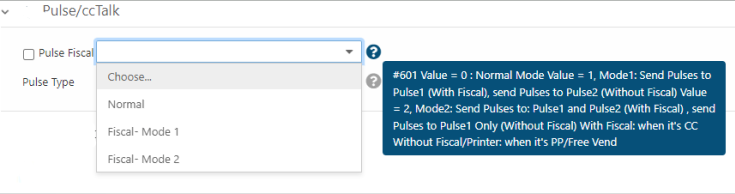 Pulse/ccTalk
Pulse Fiscal
#601 Value = 0 : Normal Mode Value = 1, Mode1: Send Pulses to
Pulse Type
Choose...
Pulse1 (With Fiscal), send Pulses to Pulse2 (Without Fiscal) Value
Normal
= 2, Mode2: Send Pulses to: Pulse1 and Pulse2 (With Fiscal) , send
Pulses to Pulse1 Only (Without Fiscal) With Fiscal: when it's CC
Fiscal- Mode 1
Without Fiscal/Printer: when it's PP/Free Vend
Fiscal- Mode 2